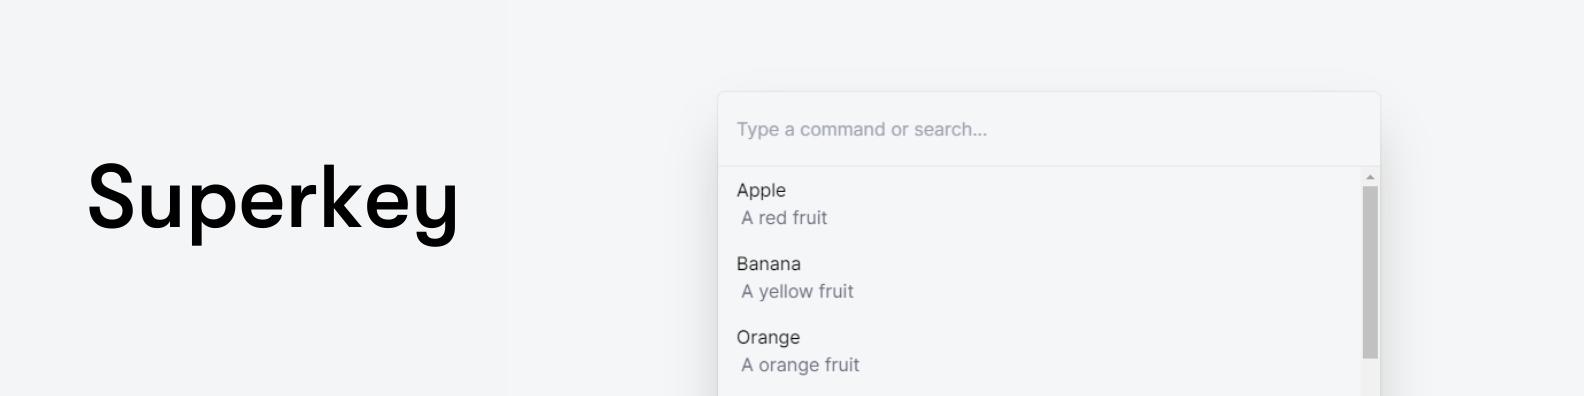 Superkey
Type a command or search...
Apple
A red fruit
Banana
A yellow fruit
Orange
A orange fruit